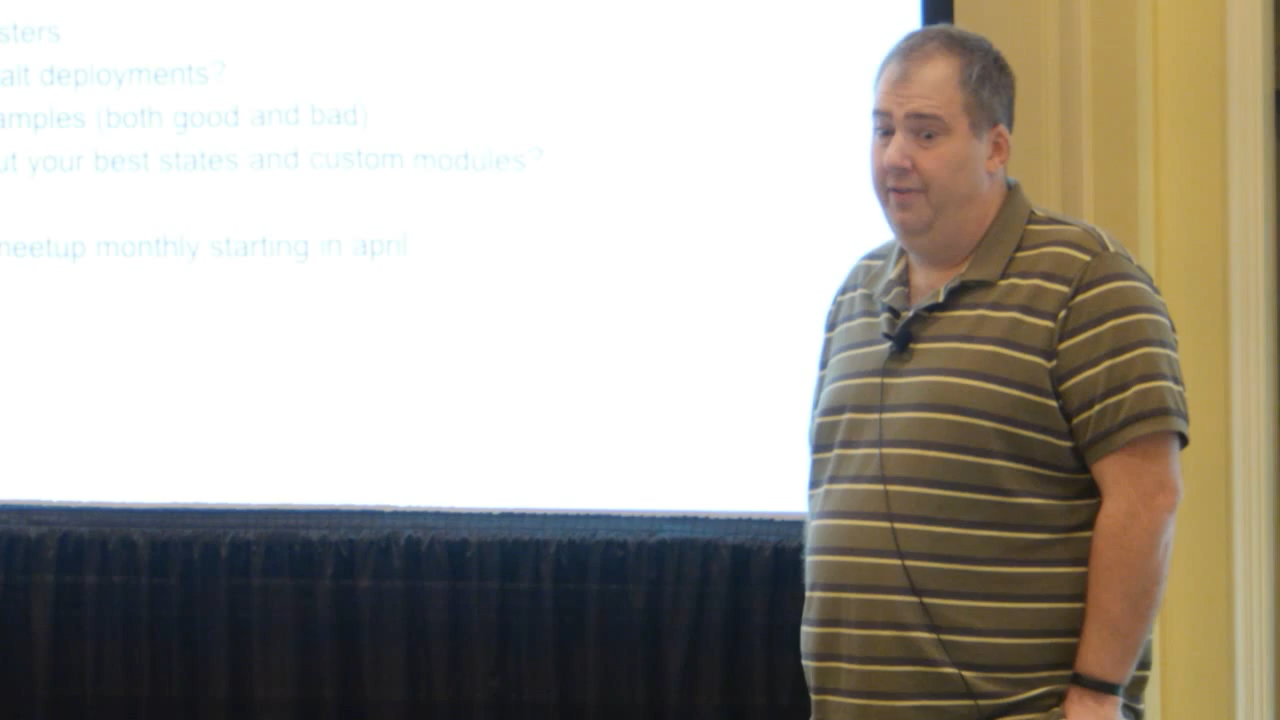 sters
alt deployments?
amples (both good and bad)
ut your best states and custom modules?
meetup monthly starting in april